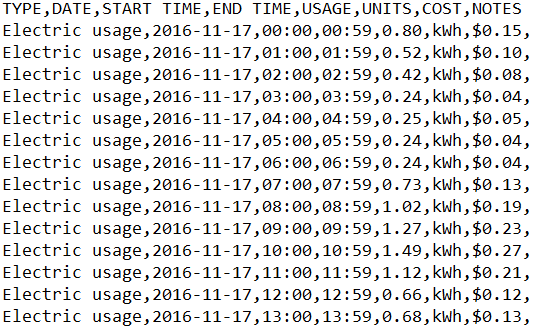 TYPE,DATE,START TIME,END TIME,USAGE,UNITS,COST,NOTES
Electric usage,2016-11-17,00:00,00:59,0.80,kWh,$0.15,
Electric usage,2016-11-17,01:00,01:59,0.52,kWh,$0.10,
Electric usage,2016-11-17,02:00,02:59,0.42,kWh,$0.08,
Electric usage,2016-11-17,03:00,03:59,0.24,kWh,$0.04,
Electric usage,2016-11-17,04:00,04:59,0.25,kWh,$0.05,
Electric usage,2016-11-17,05:00,05:59,0.24,kWh,$0.04,
Electric usage,2016-11-17,06:00,06:59,0.24,kWh,$0.04,
Electric usage,2016-11-17,07:00,07:59,0.73,kWh,$0.13,
Electric usage,2016-11-17,08:00,08:59,1.02,kWh,$0.19,
Electric usage,2016-11-17,09:00,09:59,1.27,kWh,$0.23,
Electric usage,2016-11-17,10:00,10:59,1.49,kWh,$0.27,
Electric usage,2016-11-17,11:00,11:59,1.12,kWh,$0.21,
Electric usage,2016-11-17,12:00,12:59,0.66,kWh,$0.12,
Electric usage,2016-11-17,13:00,13:59,0.68,kWh,$0.13,